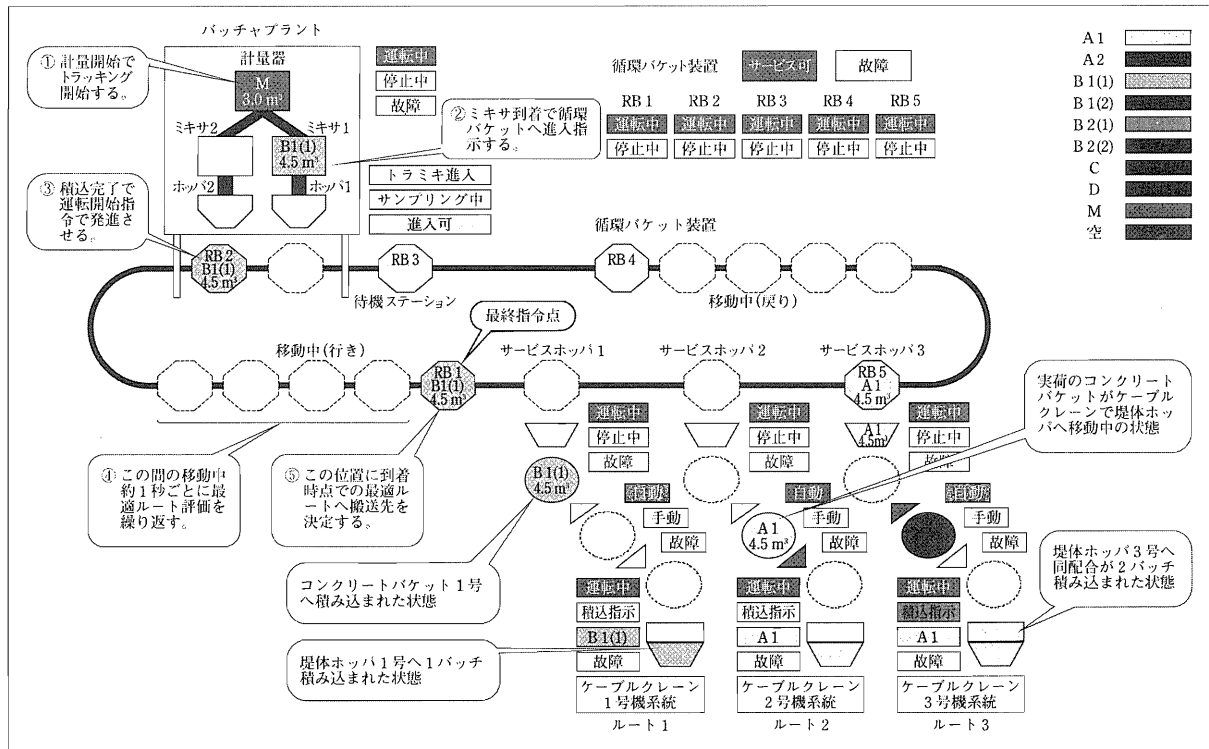 バッチャプラント
計量器
M
3.0 m³
ミキサ2
ミキサ1
B1(1)
4.5 m³
ホッパ2
ホッパ1
① 計量開始で
トラッキング
開始する。
運転中
停止中
故障
② ミキサ到着で循環
バケットへ進入指
示する。
トラミキ進入
サンプリング中
進入可
③ 積込完了で
運転開始指
令で発進さ
せる。
循環バケット装置
サービス可
故障
RB 1
RB 2
RB 3
RB 4
RB 5
運転中
運転中
運転中
運転中
運転中
停止中
停止中
停止中
停止中
停止中
A 1
A 2
B 1(1)
B 1(2)
B 2(1)
B 2(2)
C
D
M
空
RB 2
B1(1)
4.5 m³
RB 3
待機ステーション
循環バケット装置
RB 4
移動中(戻り)
最終指令点
移動中(行き)
RB 1
B1(1)
4.5 m³
サービスホッパ 1
サービスホッパ 2
サービスホッパ 3
RB 5
A 1
4.5 m³
実荷のコンクリート
バケットがケーブル
クレーンで堤体ホッ
パへ移動中の状態
④ この間の移動中
約1秒ごとに最
適ルート評価を
繰り返す。
⑤ この位置に到着
時点での最適ル
ートへ搬送先を
決定する。
運転中
停止中
故障
運転中
停止中
故障
A 1
4.5m³
運転中
停止中
故障
B 1(1)
4.5 m³
自動
手動
故障
A 1
4.5 m³
自動
手動
故障
自動
手動
故障
コンクリートバケット1号
へ積み込まれた状態
堤体ホッパ1号へ1バッチ
積み込まれた状態
堤体ホッパ3号へ
同配合が2バッチ
積み込まれた状態
運転中
積込指示
B 1(1)
故障
運転中
積込指示
A 1
故障
運転中
積込指示
A 1
故障
ケーブルクレーン
1号機系統
ケーブルクレーン
2号機系統
ケーブルクレーン
3号機系統
ルート1
ルート2
ルート3